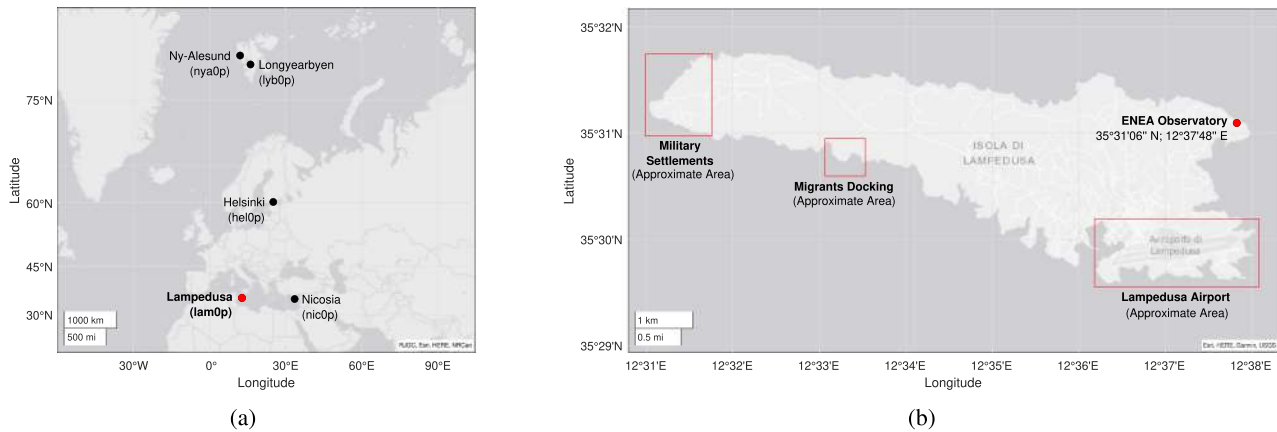 Ny-Alesund
(nya0p)
Longyearbyen
(lyb0p)
75°N
Latitude
60°N
Helsinki
(hel0p)
45°N
Lampedusa
(lam0p)
Nicosia
(nic0p)
30°N
1000 km
500 mi
30°W
0°
30°E
60°E
90°E
Longitude
(a)
35°32'N
35°31'N
Latitude
35°30'N
35°29'N
Military
Settlements
(Approximate Area)
Migrants Docking
(Approximate Area)
ISOLA DI
LAMPEDUSA
ENEA Observatory
35°31'06" N; 12°37'48" E
Aeroporto di
Lampedusa
Lampedusa Airport
(Approximate Area)
1 km
0.5 mi
Esri, HERE, Garmin, USGS
12°31'E
12°32'E
12°33'E
12°34'E
12°35'E
12°36'E
12°37'E
12°38'E
Longitude
(b)